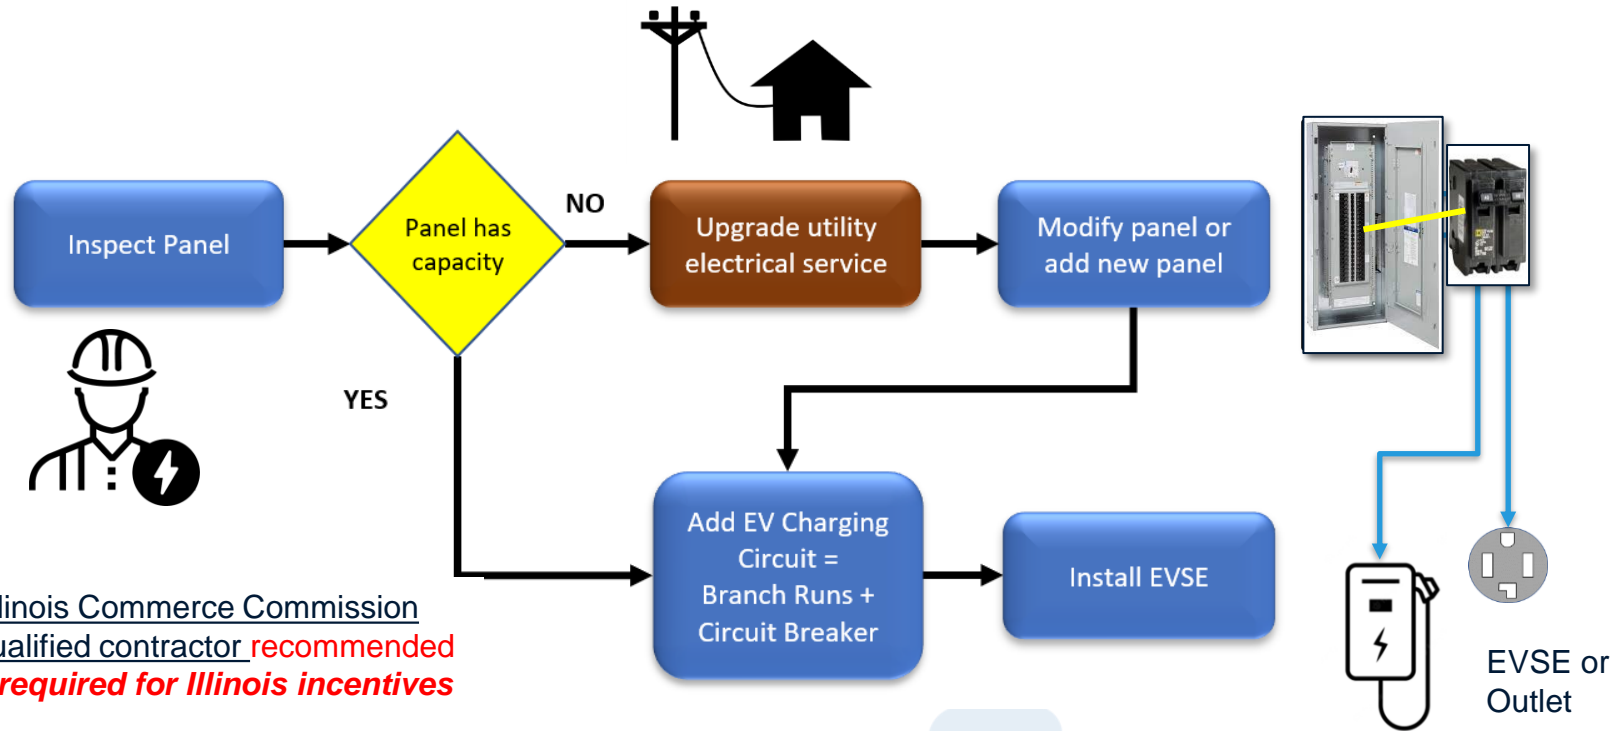 Inspect Panel
Panel has
capacity
NO
YES
Upgrade utility
electrical service
Modify panel or
add new panel
Add EV Charging
Circuit =
Branch Runs +
Circuit Breaker
Install EVSE
linois Commerce Commission
ualified contractor recommended
required for Illinois incentives
EVSE or
Outlet